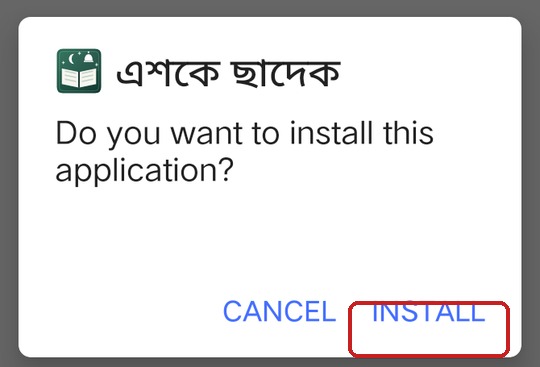 এশকে ছাদেক
Do you want to install this
application?
CANCEL INSTALL